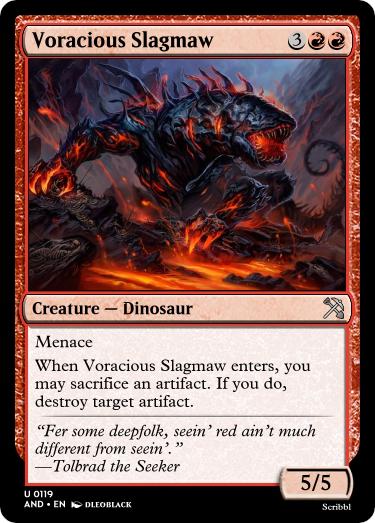 Voracious Slagmaw 3
Creature — Dinosaur
Menace
When Voracious Slagmaw enters, you
may sacrifice an artifact. If you do,
destroy target artifact.
“Fer some deepfolk, seein’ red ain’t much
different from seein’.”
—Tolbrad the Seeker
5/5
U 0119
AND • EN DLEOBLACK
Scribbl